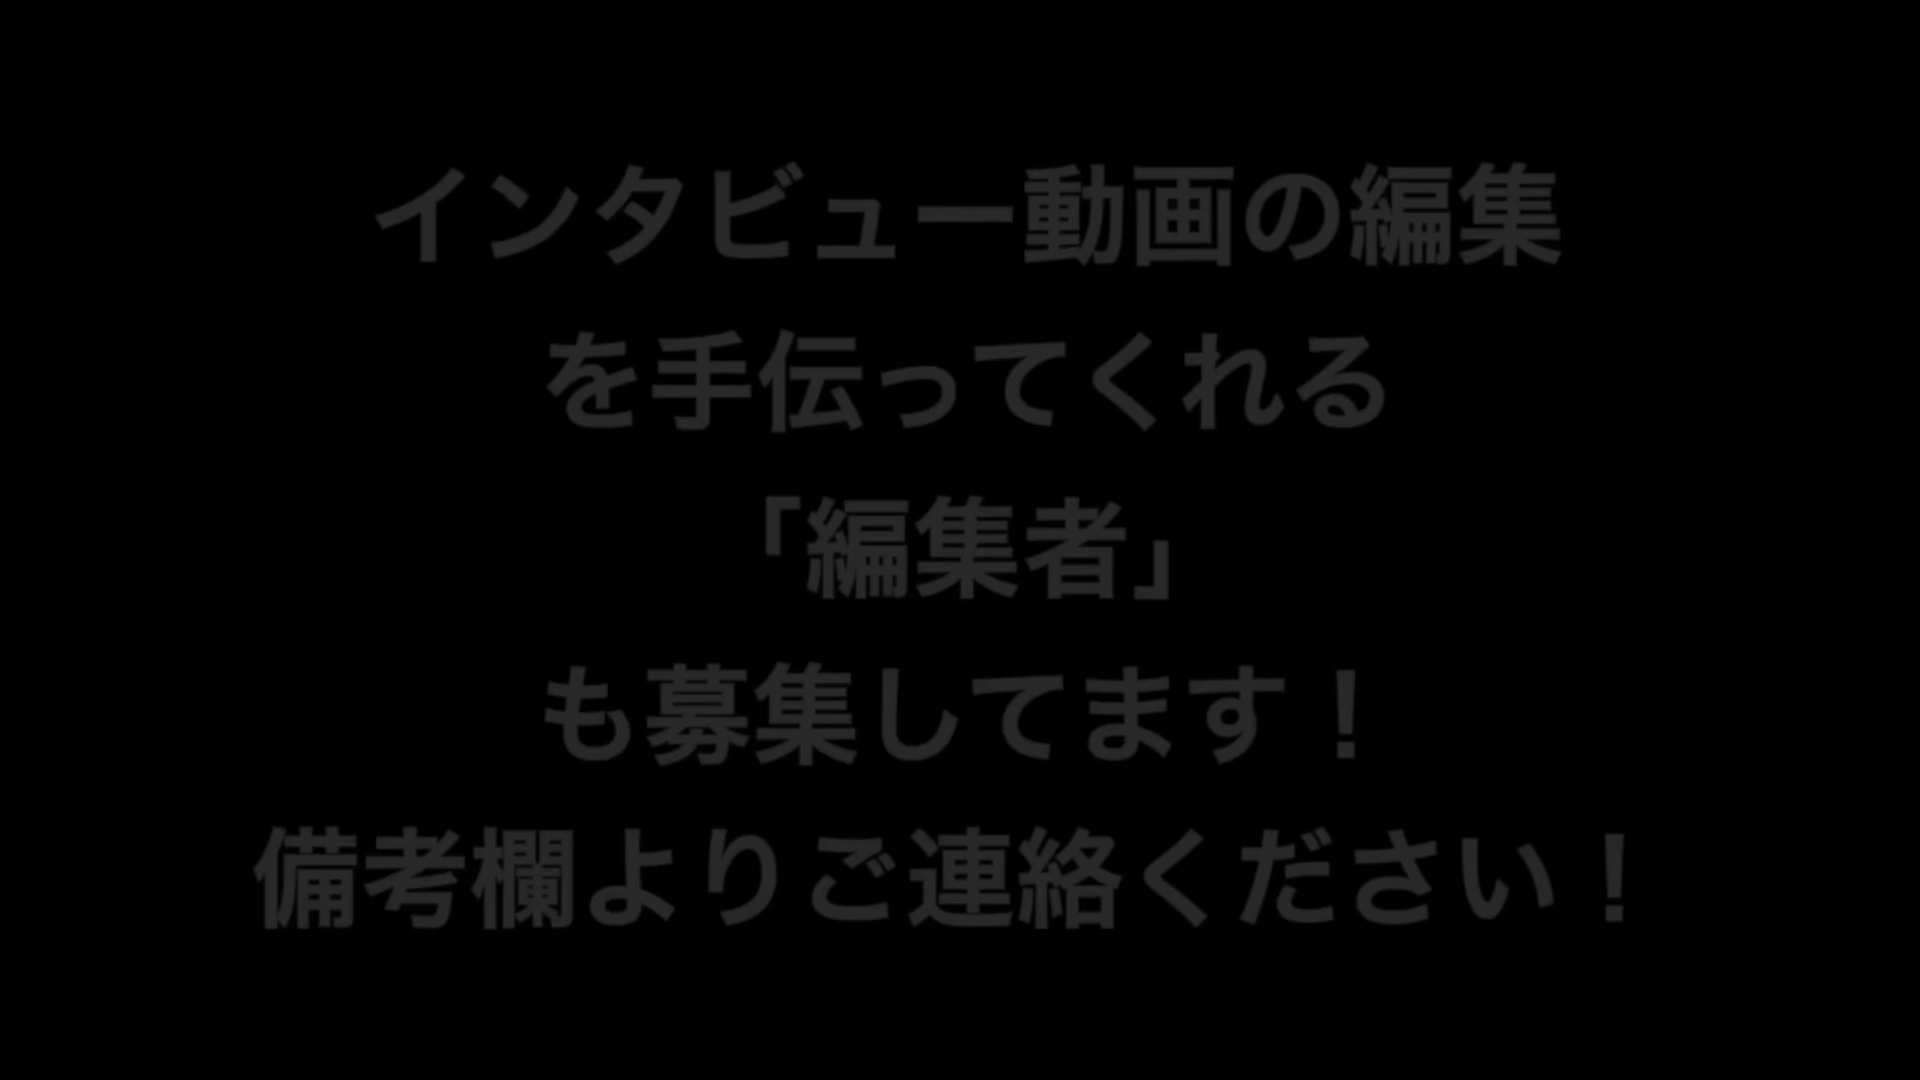 インタビュー動画の編集
を手伝ってくれる
「編集者」
も募集してます！
備考欄よりご連絡ください！